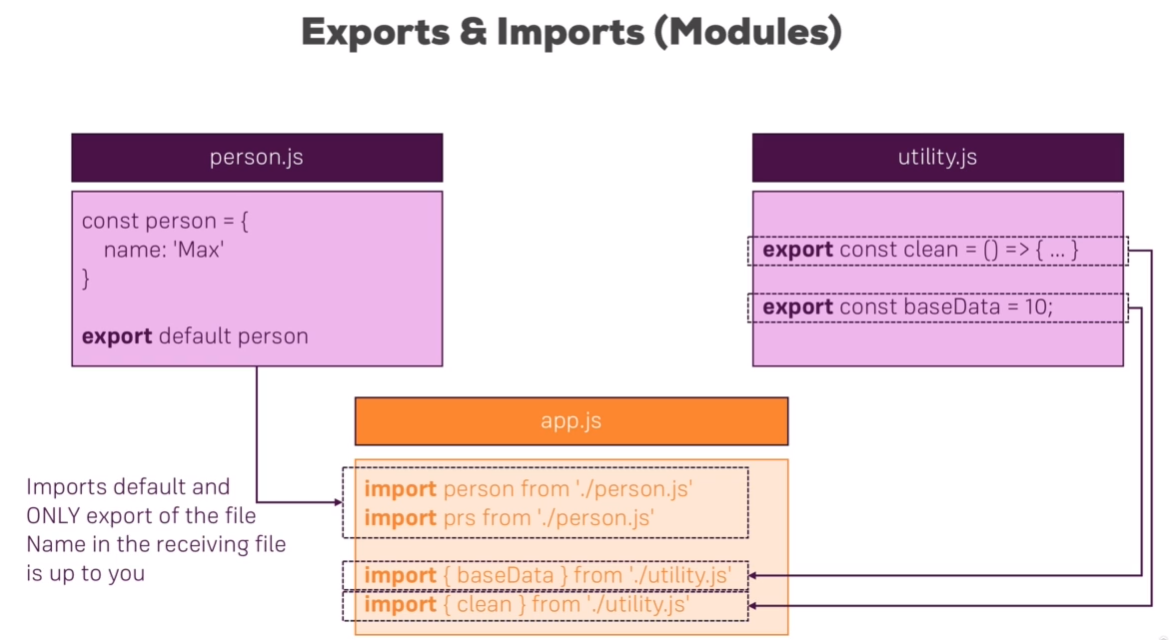 Exports & Imports (Modules)
person.js
const person = {
name: 'Max'
}
export default person
utility.js
export const clean = () => { ... }
export const baseData = 10;
app.js
import person from './person.js'
import prs from './person.js'
import { baseData } from './utility.js'
import { clean } from './utility.js'
Imports default and
ONLY export of the file
Name in the receiving file
is up to you